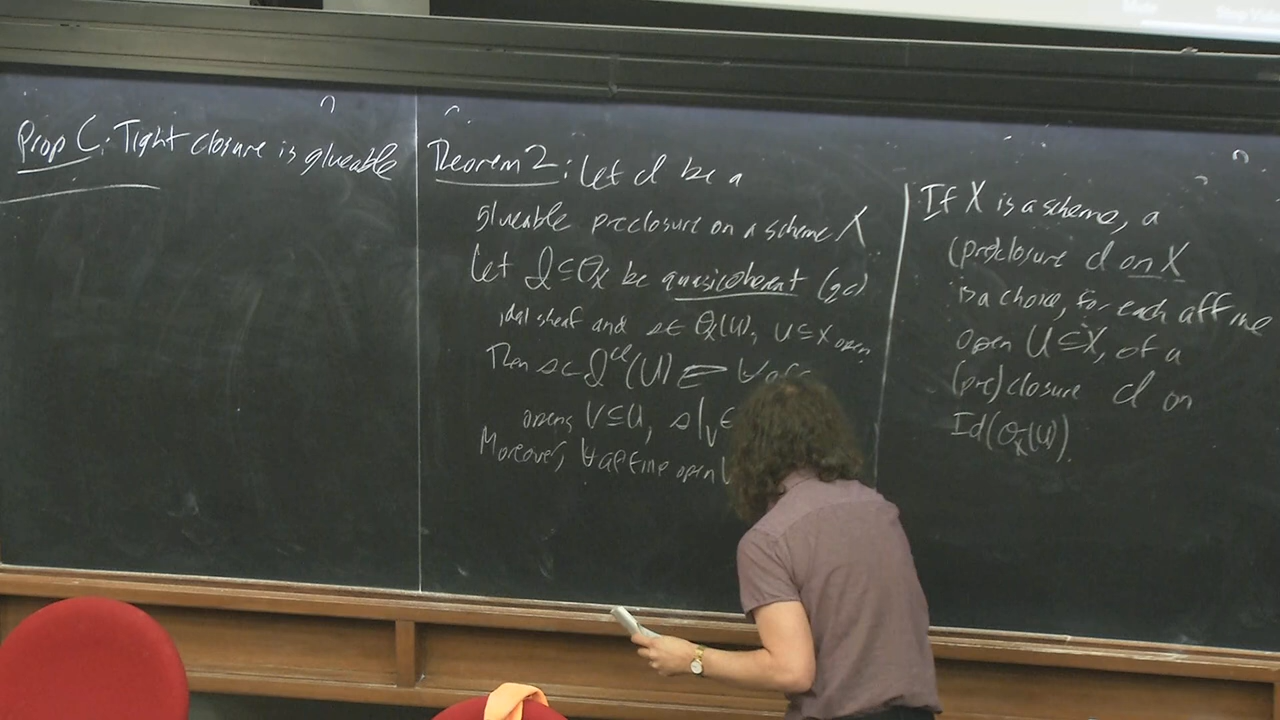 Prop C: Tight closure is glueable
Theorem 2: Let cl be a
glueable preclosure on a scheme X
Let 𝓘 ⊆ 𝒪_X be quasicoherent (qc)
ideal sheaf and s ∈ 𝒪_X(U), U ⊆ X open
Then s ∈ 𝓘^cl(U) ⟺ ∀
opens V ⊆ U, s|_V ∈
Moreover, ∀ affine open
If X is a scheme, a
(pre)closure cl on X
is a choice, for each affine
open U ⊆ X, of a
(pre)closure cl on
Id(𝒪_X(U)).